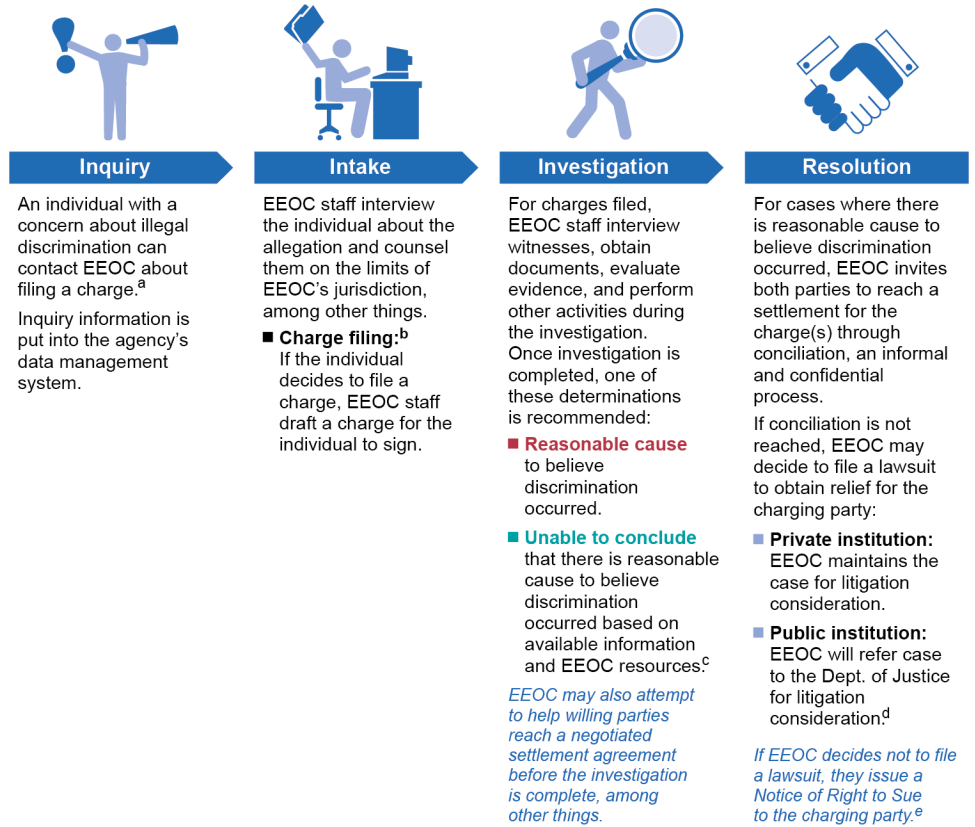 Inquiry
An individual with a
concern about illegal
discrimination can
contact EEOC about
filing a charge.a
Inquiry information is
put into the agency's
data management
system.
Intake
EEOC staff interview
the individual about the
allegation and counsel
them on the limits of
EEOC's jurisdiction,
among other things.
■ Charge filing:b
If the individual
decides to file a
charge, EEOC staff
draft a charge for the
individual to sign.
Investigation
For charges filed,
EEOC staff interview
witnesses, obtain
documents, evaluate
evidence, and perform
other activities during
the investigation.
Once investigation is
completed, one of
these determinations
is recommended:
■ Reasonable cause
to believe
discrimination
occurred.
■ Unable to conclude
that there is reasonable
cause to believe
discrimination
occurred based on
available information
and EEOC resources.c
EEOC may also attempt
to help willing parties
reach a negotiated
settlement agreement
before the investigation
is complete, among
other things.
Resolution
For cases where there
is reasonable cause to
believe discrimination
occurred, EEOC invites
both parties to reach a
settlement for the
charge(s) through
conciliation, an informal
and confidential
process.
If conciliation is not
reached, EEOC may
decide to file a lawsuit
to obtain relief for the
charging party:
■ Private institution:
EEOC maintains the
case for litigation
consideration.
■ Public institution:
EEOC will refer case
to the Dept. of Justice
for litigation
consideration.d
If EEOC decides not to file
a lawsuit, they issue a
Notice of Right to Sue
to the charging party.e